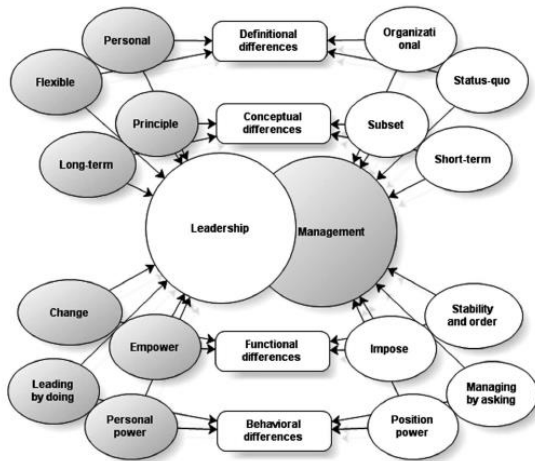 Personal
Definitional
differences
Organizati
onal
Flexible
Status-quo
Principle
Conceptual
differences
Subset
Long-term
Short-term
Leadership
Management
Change
Stability
and order
Empower
Functional
differences
Impose
Leading
by doing
Managing
by asking
Personal
power
Behavioral
differences
Position
power